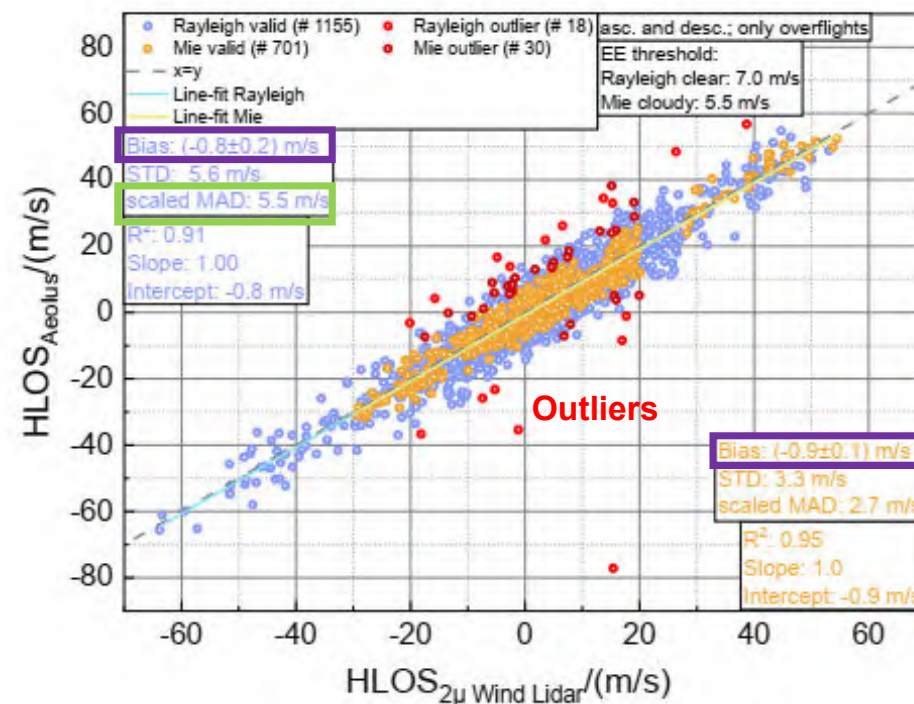 Rayleigh valid (# 1155)
Rayleigh outlier (# 18)
Mie valid (# 701)
Mie outlier (# 30)
x=y
Line-fit Rayleigh
Line-fit Mie
asc. and desc.; only overflights
EE threshold:
Rayleigh clear: 7.0 m/s
Mie cloudy: 5.5 m/s
Bias: (-0.8±0.2) m/s
STD: 5.6 m/s
scaled MAD: 5.5 m/s
R²: 0.91
Slope: 1.00
Intercept: -0.8 m/s
Outliers
Bias: (-0.9±0.1) m/s
STD: 3.3 m/s
scaled MAD: 2.7 m/s
R²: 0.95
Slope: 1.0
Intercept: -0.9 m/s
80
60
40
20
0
-20
-40
-60
-80
HLOS Aeolus/(m/s)
-60 -40 -20 0 20 40 60
HLOS 2μ Wind Lidar/(m/s)